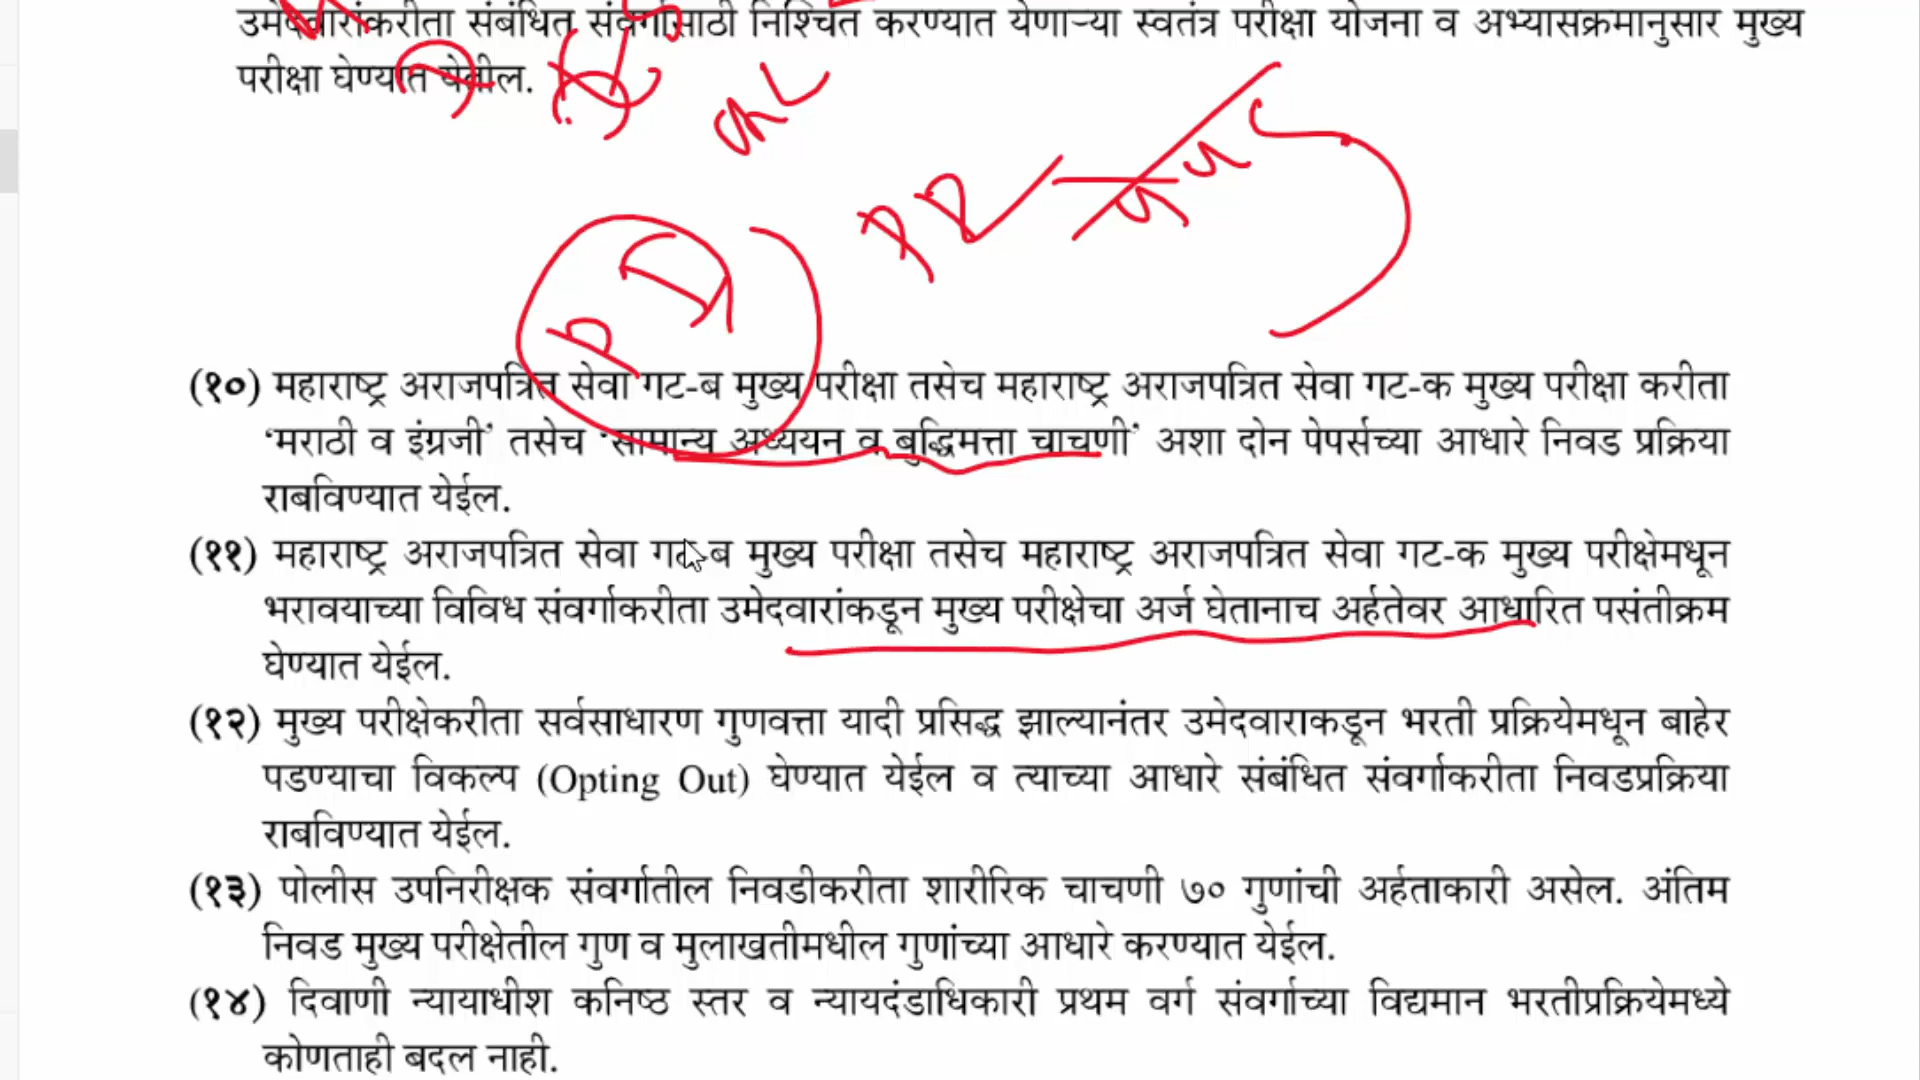 उमेदवारांकरीता संबंधित संवर्गासाठी निश्चित करण्यात येणाऱ्या स्वतंत्र परीक्षा योजना व अभ्यासक्रमानुसार मुख्य
परीक्षा घेण्यात येतील.
(१०) महाराष्ट्र अराजपत्रित सेवा गट-ब मुख्य परीक्षा तसेच महाराष्ट्र अराजपत्रित सेवा गट-क मुख्य परीक्षा करीता
‘मराठी व इंग्रजी’ तसेच ‘सामान्य अध्ययन व बुद्धिमत्ता चाचणी’ अशा दोन पेपर्सच्या आधारे निवड प्रक्रिया
राबविण्यात येईल.
(११) महाराष्ट्र अराजपत्रित सेवा गट-ब मुख्य परीक्षा तसेच महाराष्ट्र अराजपत्रित सेवा गट-क मुख्य परीक्षेमधून
भरावयाच्या विविध संवर्गाकरीता उमेदवारांकडून मुख्य परीक्षेचा अर्ज घेतानाच अर्हतेवर आधारित पसंतीक्रम
घेण्यात येईल.
(१२) मुख्य परीक्षेकरीता सर्वसाधारण गुणवत्ता यादी प्रसिद्ध झाल्यानंतर उमेदवाराकडून भरती प्रक्रियेमधून बाहेर
पडण्याचा विकल्प (Opting Out) घेण्यात येईल व त्याच्या आधारे संबंधित संवर्गाकरीता निवडप्रक्रिया
राबविण्यात येईल.
(१३) पोलीस उपनिरीक्षक संवर्गातील निवडीकरीता शारीरिक चाचणी ७० गुणांची अर्हताकारी असेल. अंतिम
निवड मुख्य परीक्षेतील गुण व मुलाखतीमधील गुणांच्या आधारे करण्यात येईल.
(१४) दिवाणी न्यायाधीश कनिष्ठ स्तर व न्यायदंडाधिकारी प्रथम वर्ग संवर्गाच्या विद्यमान भरतीप्रक्रियेमध्ये
कोणताही बदल नाही.